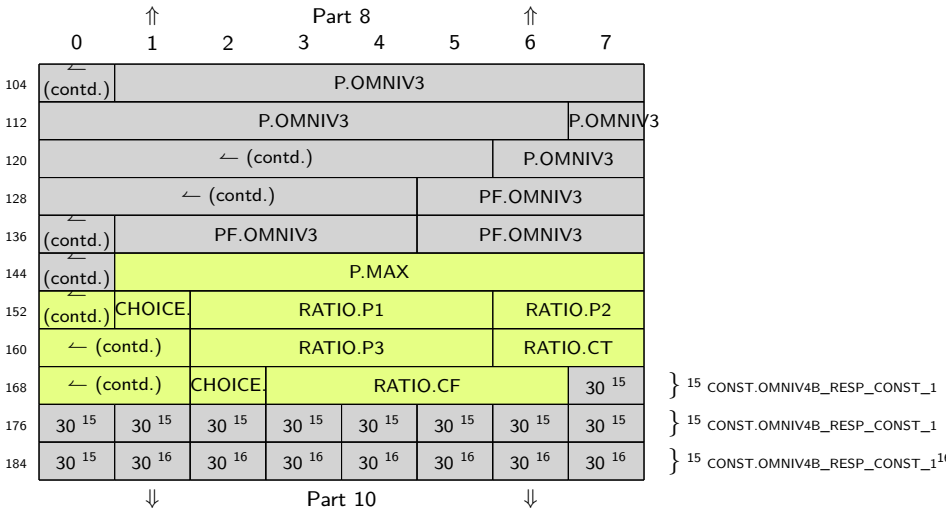 ⇑ Part 8 ⇑
0 1 2 3 4 5 6 7
104 ↼ (contd.) P.OMNIV3
112 P.OMNIV3 P.OMNIV3
120 ↼ (contd.) P.OMNIV3
128 ↼ (contd.) PF.OMNIV3
136 ↼ (contd.) PF.OMNIV3 PF.OMNIV3
144 (contd.) P.MAX
152 ↼ (contd.) CHOICE. RATIO.P1 RATIO.P2
160 ↼ (contd.) RATIO.P3 RATIO.CT
168 ↼ (contd.) CHOICE. RATIO.CF 30 15 } 15 CONST.OMNIV4B_RESP_CONST_1
176 30 15 30 15 30 15 30 15 30 15 30 15 30 15 30 15 } 15 CONST.OMNIV4B_RESP_CONST_1
184 30 15 30 16 30 16 30 16 30 16 30 16 30 16 30 16 } 15 CONST.OMNIV4B_RESP_CONST_1
⇓ Part 10 ⇓